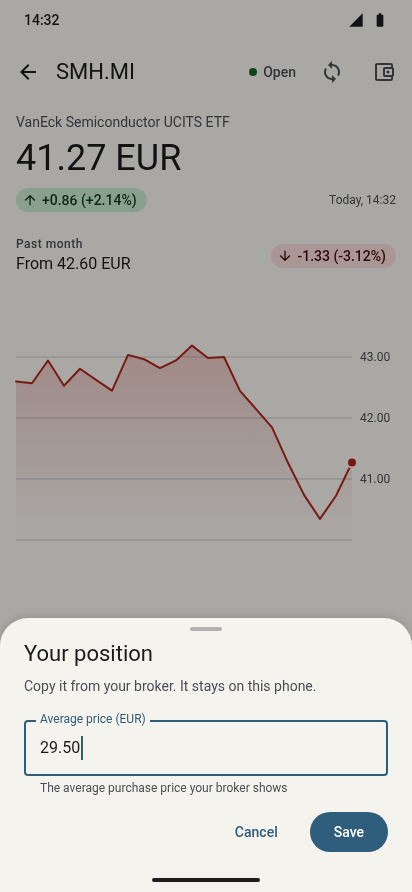 14:32
SMH.MI
Open
VanEck Semiconductor UCITS ETF
41.27 EUR
+0.86 (+2.14%)
Today, 14:32
Past month
From 42.60 EUR
-1.33 (-3.12%)
43.00
42.00
41.00
Your position
Copy it from your broker. It stays on this phone.
Average price (EUR)
29.50
The average purchase price your broker shows
Cancel
Save